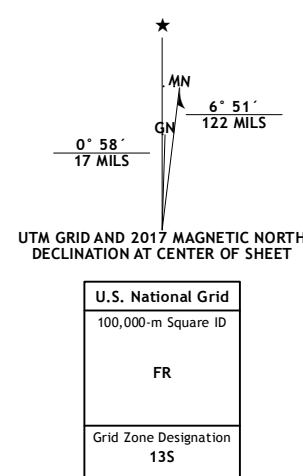 MN
6° 51´
122 MILS
GN
0° 58´
17 MILS
UTM GRID AND 2017 MAGNETIC NORTH
DECLINATION AT CENTER OF SHEET
U.S. National Grid
100,000-m Square ID
FR
Grid Zone Designation
13S